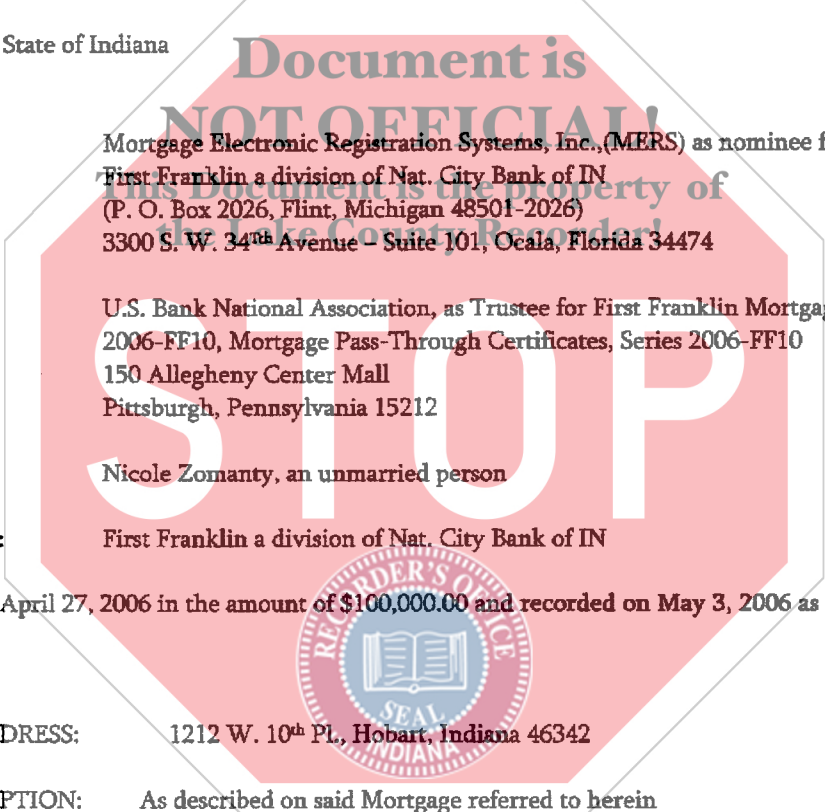 State of Indiana
Document is
NOT OFFICIAL!
Mortgage Electronic Registration Systems, Inc.,(MERS) as nominee f
First Franklin a division of Nat. City Bank of IN
This Document is the property of
(P. O. Box 2026, Flint, Michigan 48501-2026)
the Lake County Recorder!
3300 S. W. 34Th Avenue – Suite 101, Ocala, Florida 34474
U.S. Bank National Association, as Trustee for First Franklin Mortgag
2006-FF10, Mortgage Pass-Through Certificates, Series 2006-FF10
150 Allegheny Center Mall
Pittsburgh, Pennsylvania 15212
STOP
Nicole Zomanty, an unmarried person
: First Franklin a division of Nat. City Bank of IN
RECORDER'S OFFICE
April 27, 2006 in the amount of $100,000.00 and recorded on May 3, 2006 as
SEAL
DRESS: 1212 W. 10th PL, Hobart, Indiana 46342
INDIANA
PTION: As described on said Mortgage referred to herein